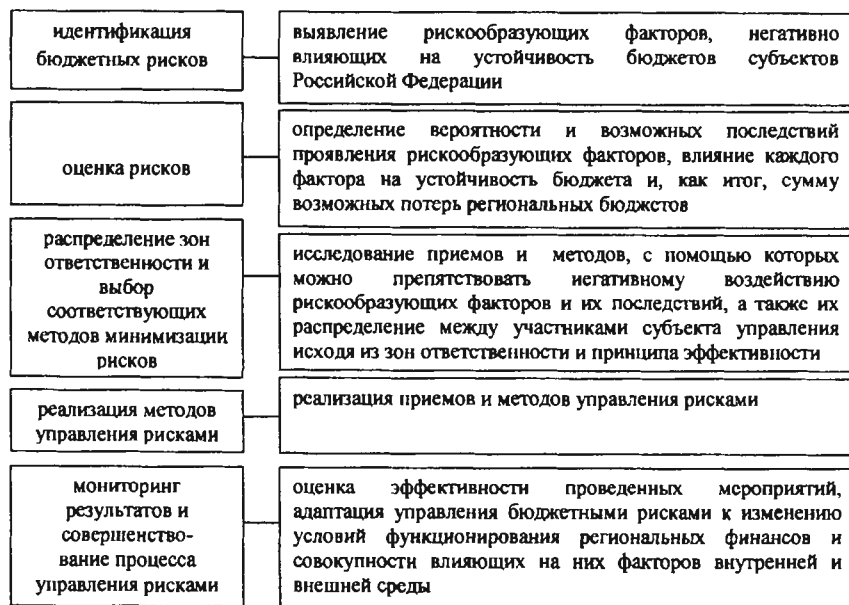 идентификация
бюджетных рисков
выявление рискообразующих факторов, негативно
влияющих на устойчивость бюджетов субъектов
Российской Федерации
оценка рисков
определение вероятности и возможных последствий
проявления рискообразующих факторов, влияние каждого
фактора на устойчивость бюджета и, как итог, сумму
возможных потерь региональных бюджетов
распределение зон
ответственности и
выбор
соответствующих
методов минимизации
рисков
исследование приемов и методов, с помощью которых
можно препятствовать негативному воздействию
рискообразующих факторов и их последствий, а также их
распределение между участниками субъекта управления
исходя из зон ответственности и принципа эффективности
реализация методов
управления рисками
реализация приемов и методов управления рисками
мониторинг
результатов и
совершенство-
вание процесса
управления рисками
оценка эффективности проведенных мероприятий,
адаптация управления бюджетными рисками к изменению
условий функционирования региональных финансов и
совокупности влияющих на них факторов внутренней и
внешней среды